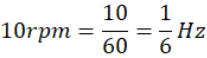 10rpm = 10/60 = 1/6 Hz